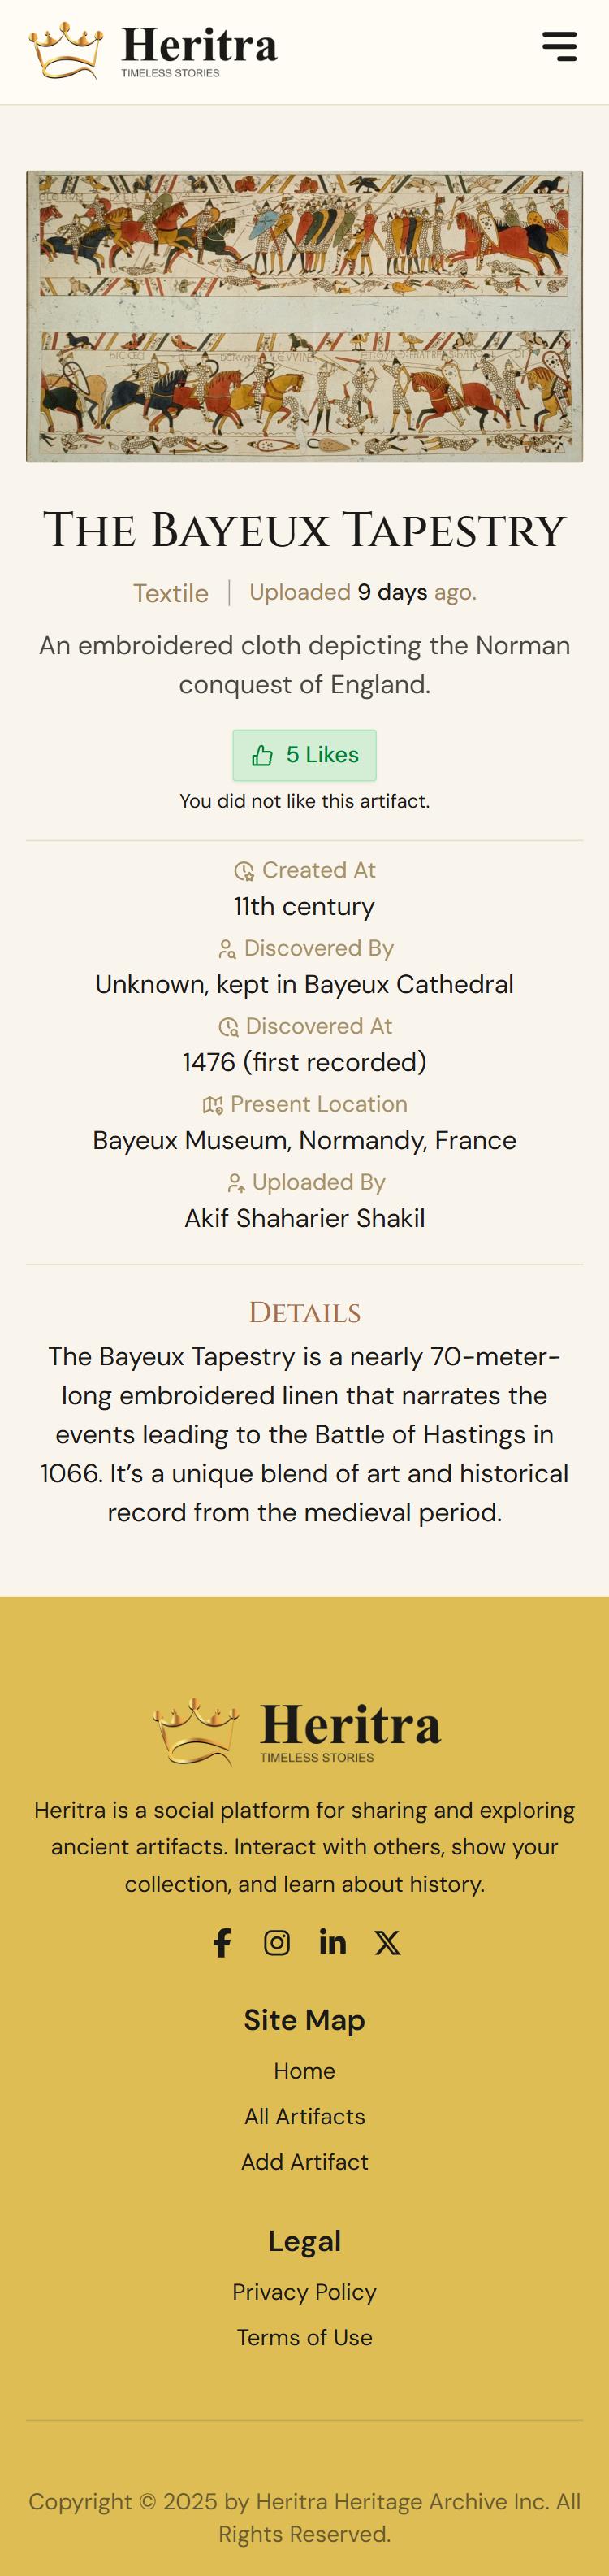 Heritra
TIMELESS STORIES
THE BAYEUX TAPESTRY
Textile | Uploaded 9 days ago.
An embroidered cloth depicting the Norman
conquest of England.
5 Likes
You did not like this artifact.
Created At
11th century
Discovered By
Unknown, kept in Bayeux Cathedral
Discovered At
1476 (first recorded)
Present Location
Bayeux Museum, Normandy, France
Uploaded By
Akif Shaharier Shakil
DETAILS
The Bayeux Tapestry is a nearly 70-meter-
long embroidered linen that narrates the
events leading to the Battle of Hastings in
1066. It’s a unique blend of art and historical
record from the medieval period.
Heritra
TIMELESS STORIES
Heritra is a social platform for sharing and exploring
ancient artifacts. Interact with others, show your
collection, and learn about history.
Site Map
Home
All Artifacts
Add Artifact
Legal
Privacy Policy
Terms of Use
Copyright © 2025 by Heritra Heritage Archive Inc. All
Rights Reserved.